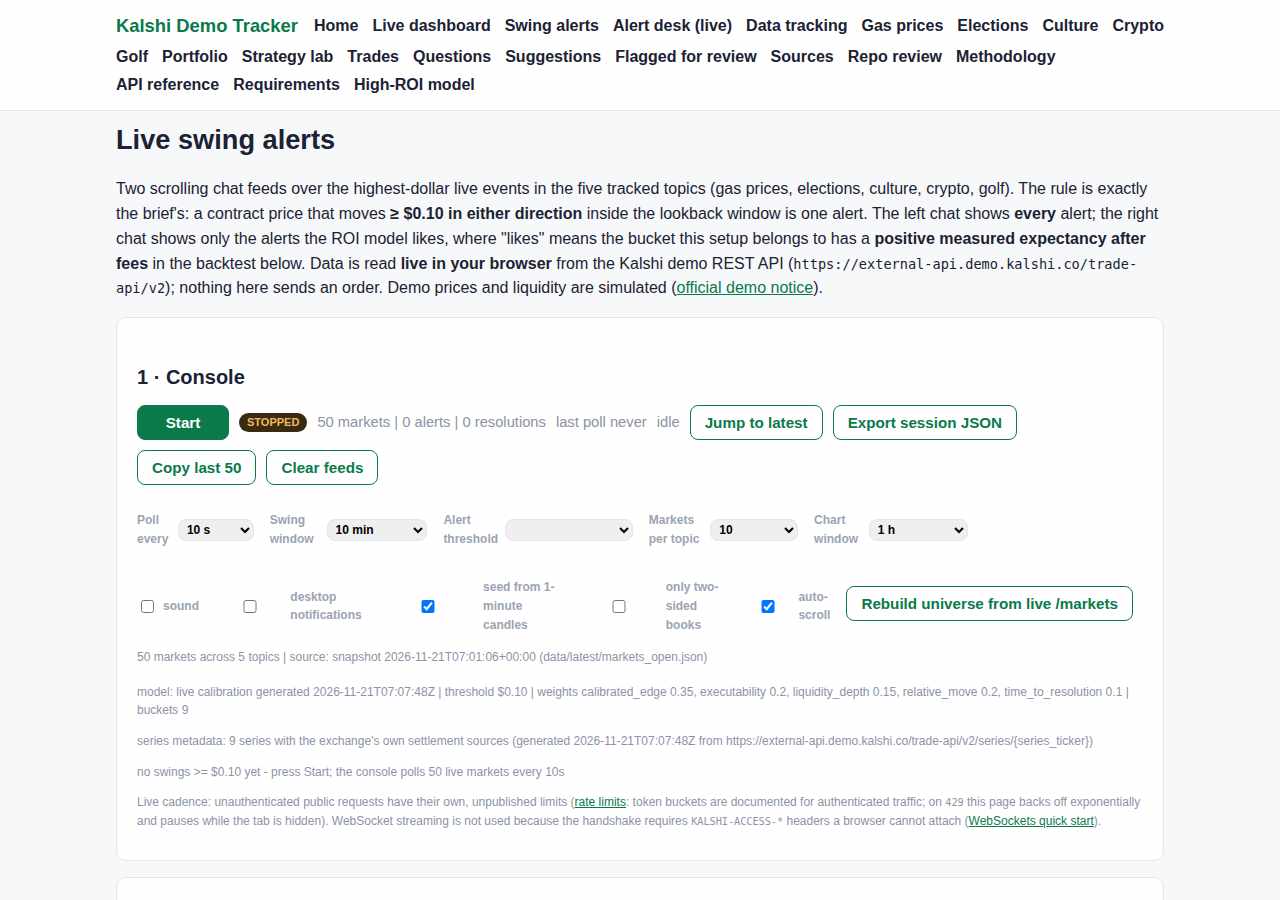 Kalshi Demo Tracker Home Live dashboard Swing alerts Alert desk (live) Data tracking Gas prices Elections Culture Crypto
Golf Portfolio Strategy lab Trades Questions Suggestions Flagged for review Sources Repo review Methodology
API reference Requirements High-ROI model
Live swing alerts
Two scrolling chat feeds over the highest-dollar live events in the five tracked topics (gas prices, elections, culture, crypto, golf). The rule is exactly
the brief's: a contract price that moves ≥ $0.10 in either direction inside the lookback window is one alert. The left chat shows every alert; the right
chat shows only the alerts the ROI model likes, where "likes" means the bucket this setup belongs to has a positive measured expectancy after
fees in the backtest below. Data is read live in your browser from the Kalshi demo REST API (https://external-api.demo.kalshi.co/trade-
api/v2); nothing here sends an order. Demo prices and liquidity are simulated (official demo notice).
1 · Console
Start STOPPED 50 markets | 0 alerts | 0 resolutions last poll never idle Jump to latest Export session JSON
Copy last 50 Clear feeds
Poll every 10 s Swing window 10 min Alert threshold Markets per topic 10 Chart window 1 h
sound desktop notifications seed from 1-minute candles only two-sided books auto-scroll Rebuild universe from live /markets
50 markets across 5 topics | source: snapshot 2026-11-21T07:01:06+00:00 (data/latest/markets_open.json)
model: live calibration generated 2026-11-21T07:07:48Z | threshold $0.10 | weights calibrated_edge 0.35, executability 0.2, liquidity_depth 0.15, relative_move 0.2, time_to_resolution 0.1 |
buckets 9
series metadata: 9 series with the exchange's own settlement sources (generated 2026-11-21T07:07:48Z from https://external-api.demo.kalshi.co/trade-api/v2/series/{series_ticker})
no swings >= $0.10 yet - press Start; the console polls 50 live markets every 10s
Live cadence: unauthenticated public requests have their own, unpublished limits (rate limits: token buckets are documented for authenticated traffic; on 429 this page backs off exponentially
and pauses while the tab is hidden). WebSocket streaming is not used because the handshake requires KALSHI-ACCESS-* headers a browser cannot attach (WebSockets quick start).